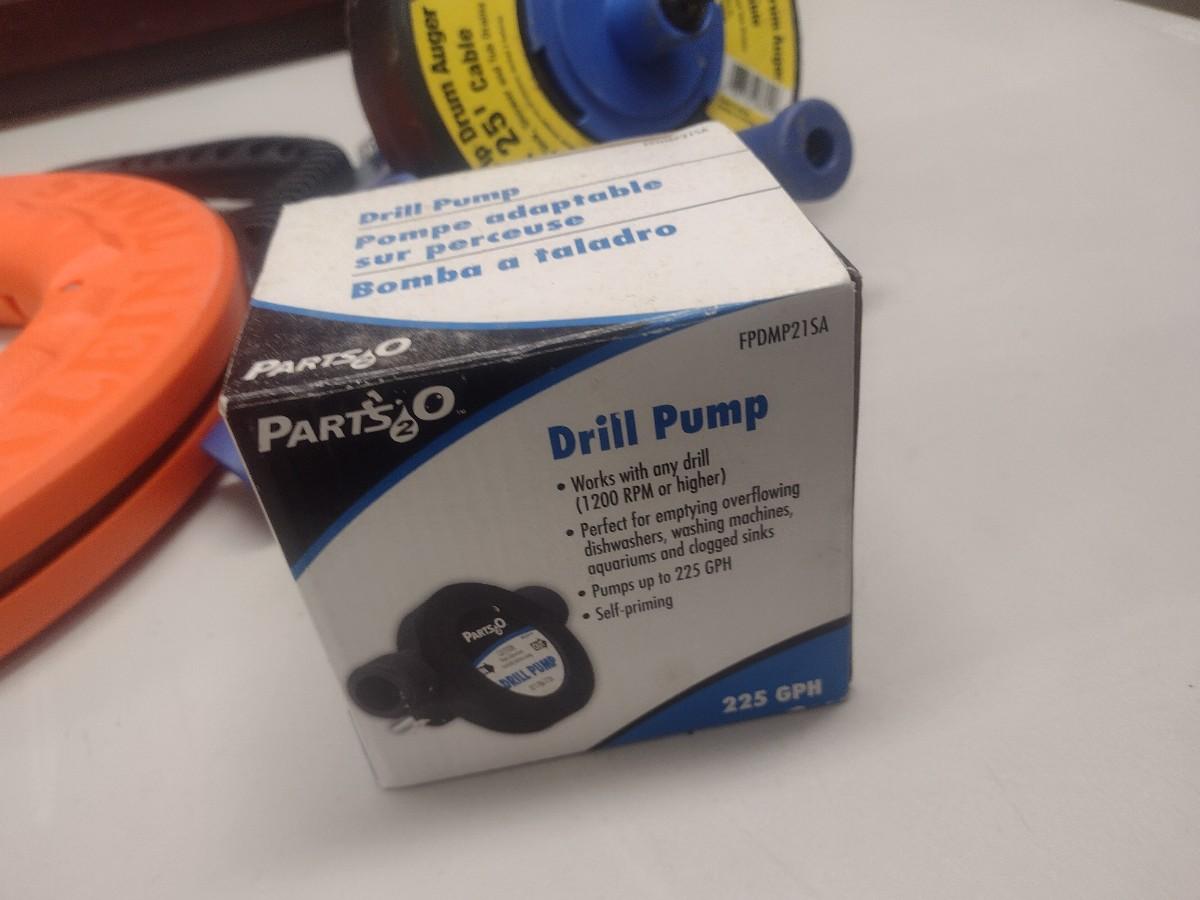 Drum Auger
25' Cable
Drill Pump
Pompe adaptable
sur perceuse
Bomba a taladro
PARTS2O
PARTS2O™
FPDMP21SA
Drill Pump
• Works with any drill
(1200 RPM or higher)
• Perfect for emptying overflowing
dishwashers, washing machines,
aquariums and clogged sinks
• Pumps up to 225 GPH
• Self-priming
PARTS2O
DRILL PUMP
225 GPH